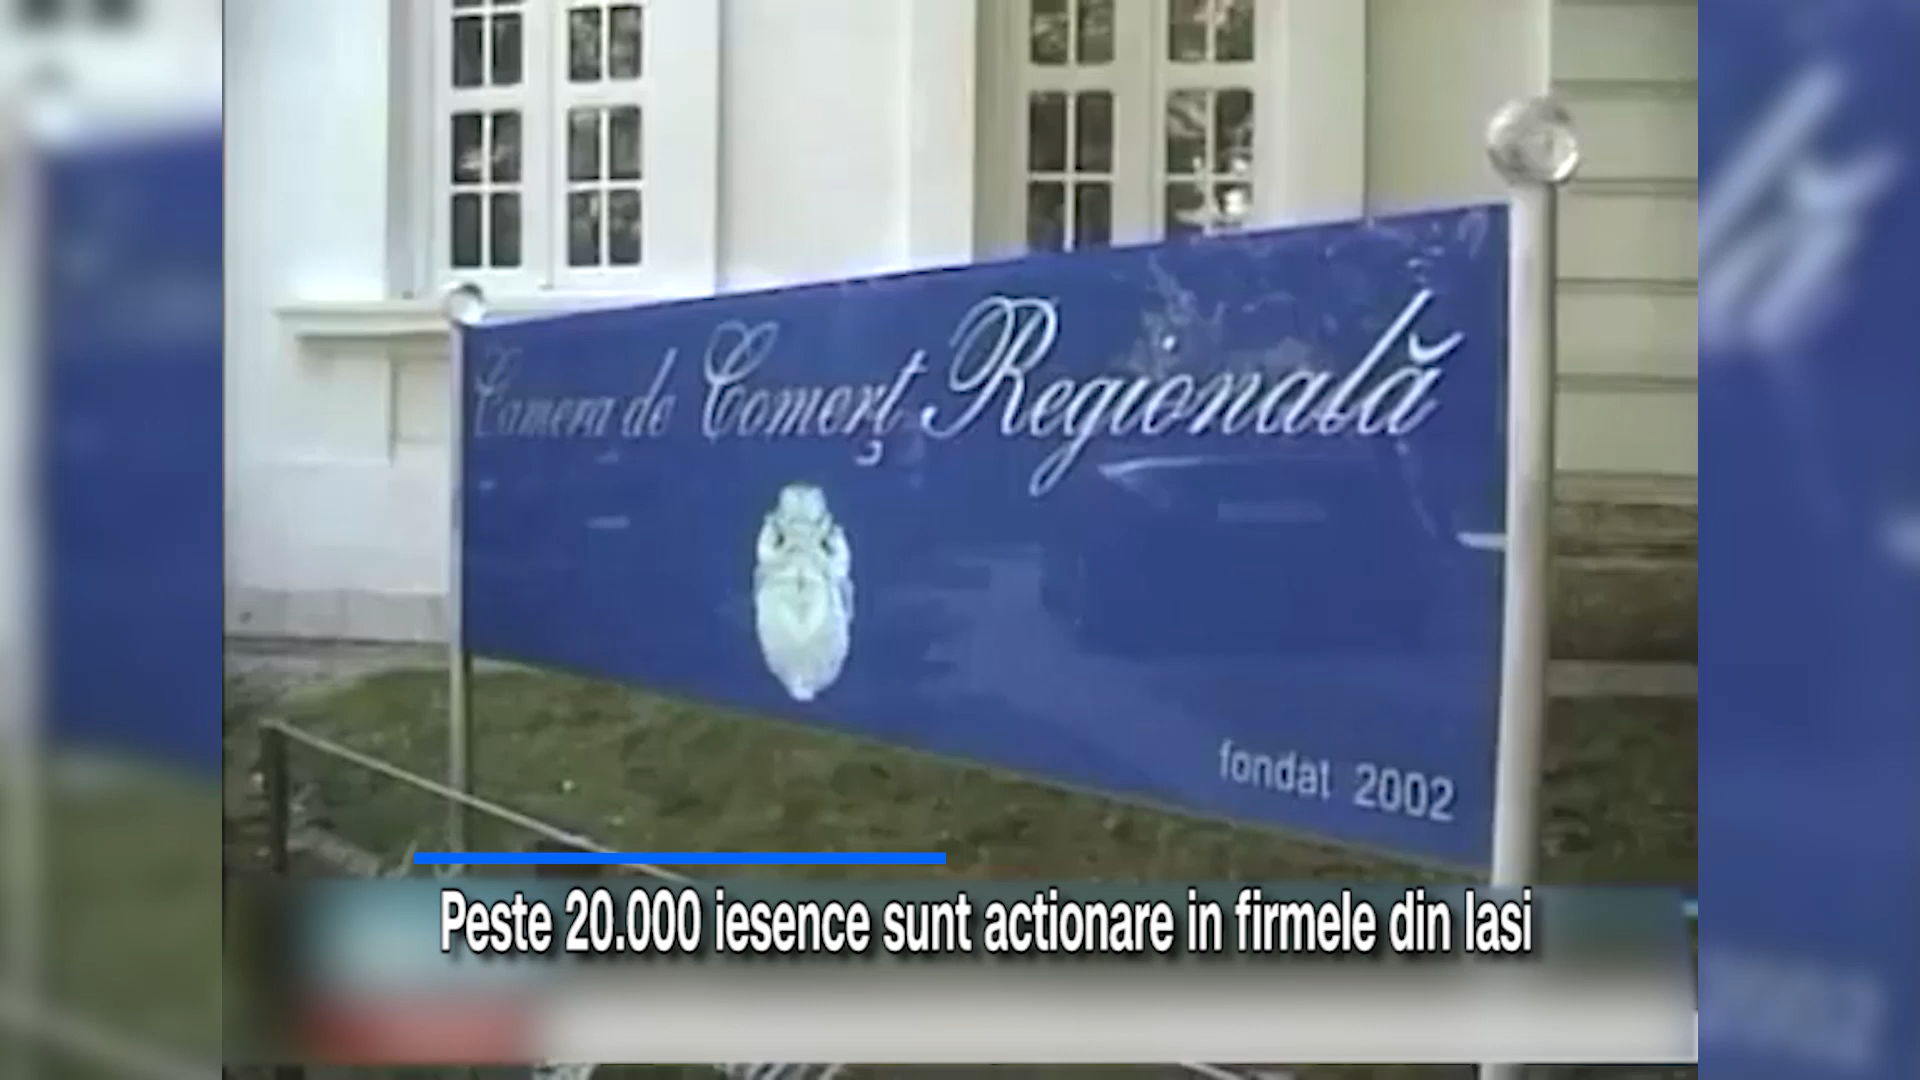 Camera de Comerţ Regională
fondat 2002
Peste 20.000 iesence sunt actionare in firmele din Iasi